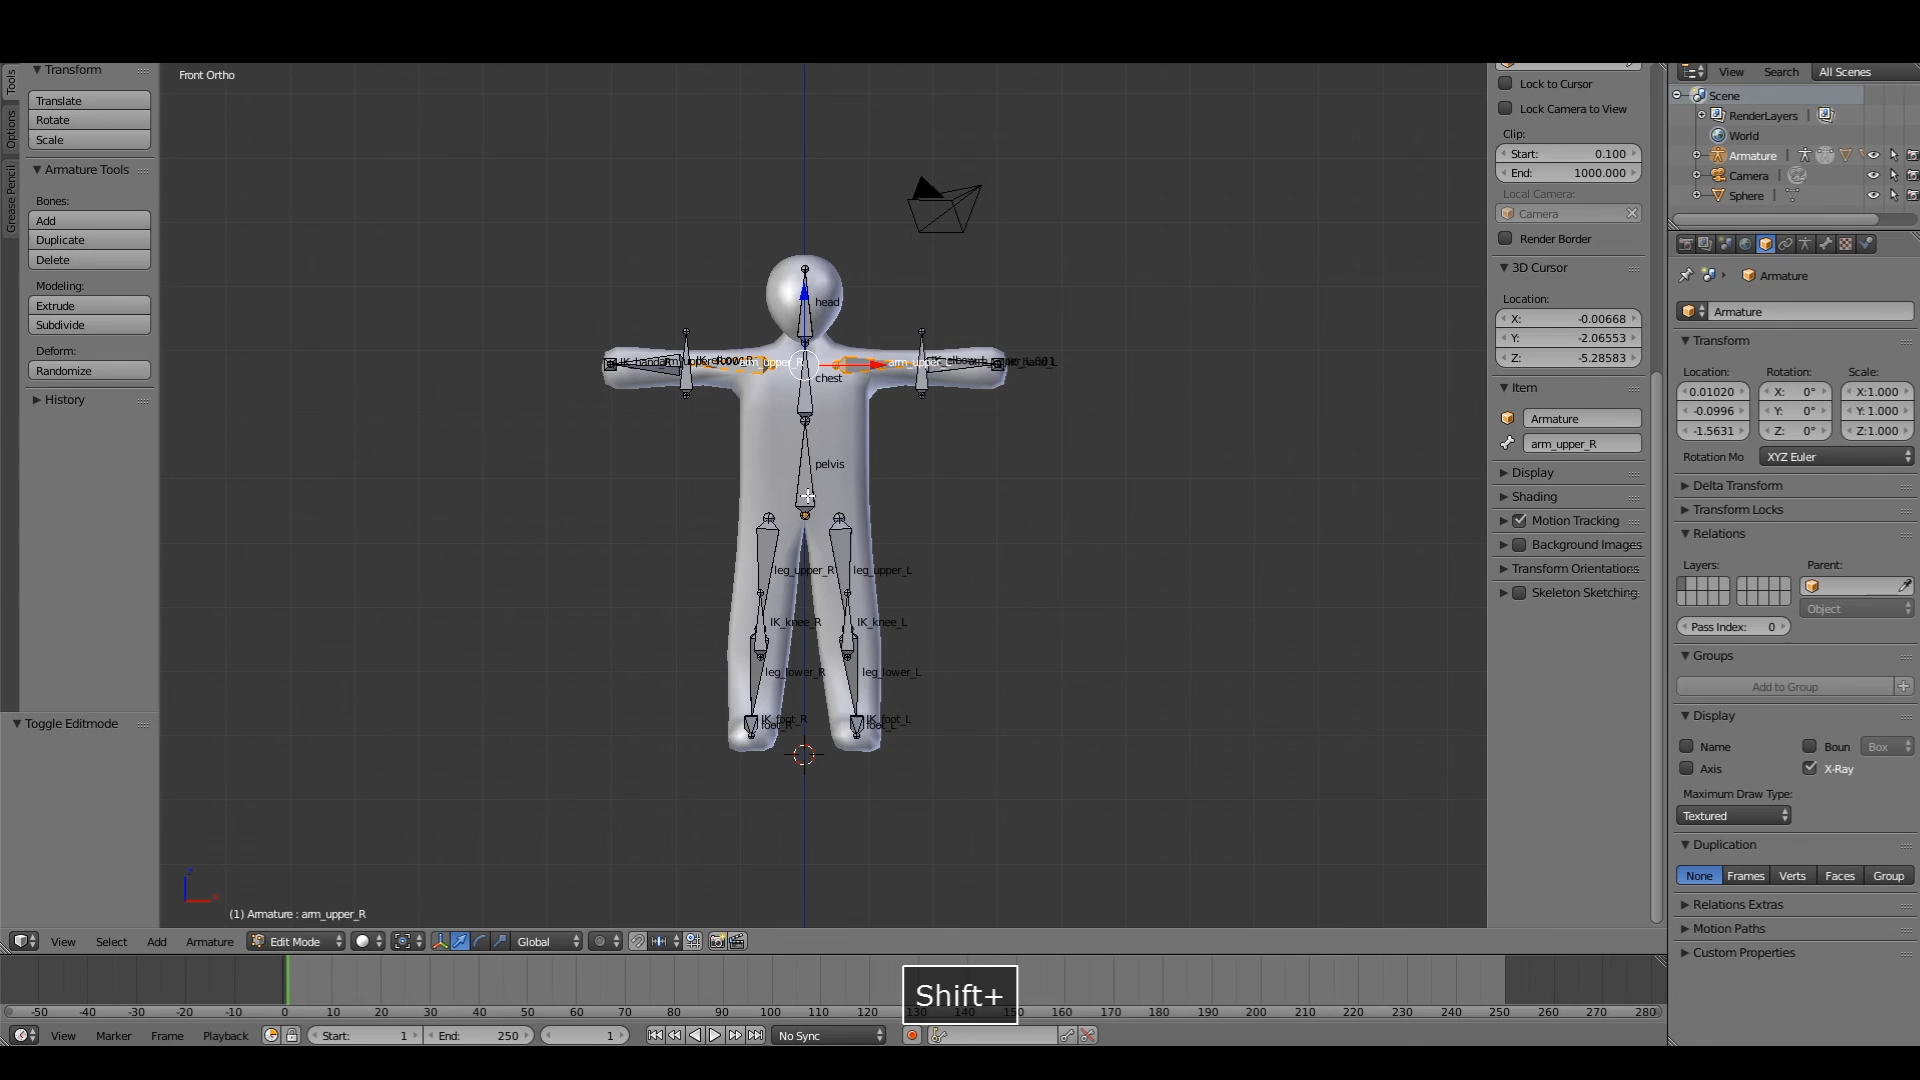 Tools
Options
Grease Pencil
Transform
Translate
Rotate
Scale
Armature Tools
Bones:
Add
Duplicate
Delete
Modeling:
Extrude
Subdivide
Deform:
Randomize
History
Toggle Editmode
Front Ortho
head
arm_upper_R
arm_upper_L
chest
pelvis
leg_upper_R
leg_upper_L
IK_knee_R
IK_knee_L
leg_lower_R
leg_lower_L
IK_foot_R
IK_foot_L
foot_R
foot_L
z
x
(1) Armature : arm_upper_R
Lock to Cursor
Lock Camera to View
Clip:
Start: 0.100
End: 1000.000
Local Camera:
Camera
Render Border
3D Cursor
Location:
X: -0.00668
Y: -2.06553
Z: -5.28583
Item
Armature
arm_upper_R
Display
Shading
Motion Tracking
Background Images
Transform Orientations
Skeleton Sketching
View Search All Scenes
Scene
RenderLayers
World
Armature
Camera
Sphere
Armature
Armature
Transform
Location: Rotation: Scale:
0.01020 X: 0° X:1.000
-0.0996 Y: 0° Y: 1.000
-1.5631 Z: 0° Z:1.000
Rotation Mo XYZ Euler
Delta Transform
Transform Locks
Relations
Layers: Parent:
Object
Pass Index: 0
Groups
Add to Group
Display
Name Boun Box
Axis X-Ray
Maximum Draw Type:
Textured
Duplication
None Frames Verts Faces Group
Relations Extras
Motion Paths
Custom Properties
View Select Add Armature Edit Mode Global
Shift+
-50 -40 -30 -20 -10 0 10 20 30 40 50 60 70 80 90 100 110 120 130 140 150 160 170 180 190 200 210 220 230 240 250 260 270 280
View Marker Frame Playback Start: 1 End: 250 1 No Sync